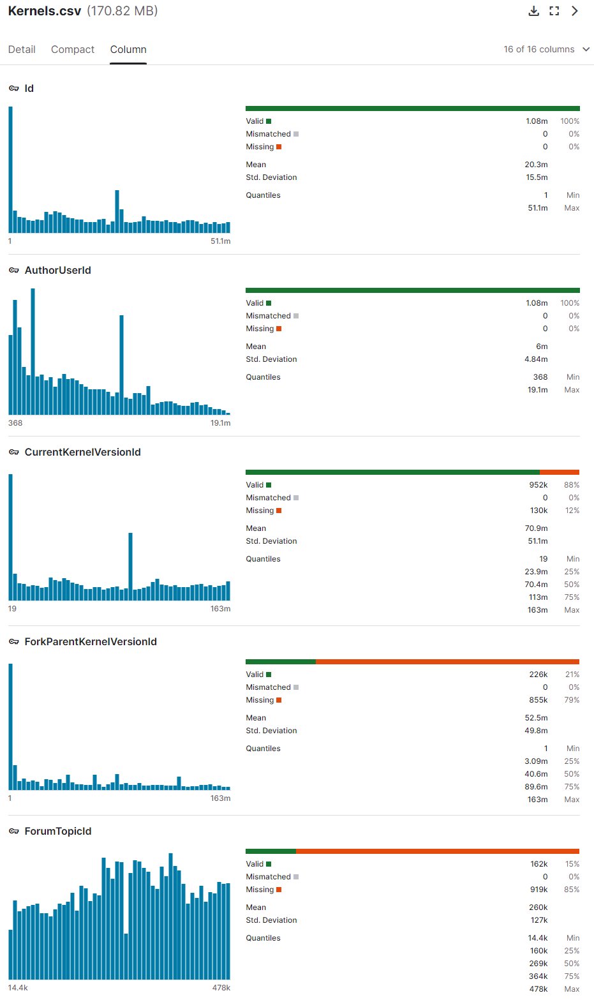 Kernels.csv (170.82 MB)
Detail Compact Column 16 of 16 columns
Id
Valid 1.08m 100%
Mismatched 0 0%
Missing 0 0%
Mean 20.3m
Std. Deviation 15.5m
Quantiles 1 Min
51.1m Max
1 51.1m
AuthorUserId
Valid 1.08m 100%
Mismatched 0 0%
Missing 0 0%
Mean 6m
Std. Deviation 4.84m
Quantiles 368 Min
19.1m Max
368 19.1m
CurrentKernelVersionId
Valid 952k 88%
Mismatched 0 0%
Missing 130k 12%
Mean 70.9m
Std. Deviation 51.1m
Quantiles 19 Min
23.9m 25%
70.4m 50%
113m 75%
163m Max
19 163m
ForkParentKernelVersionId
Valid 226k 21%
Mismatched 0 0%
Missing 855k 79%
Mean 52.5m
Std. Deviation 49.8m
Quantiles 1 Min
3.09m 25%
40.6m 50%
89.6m 75%
163m Max
1 163m
ForumTopicId
Valid 162k 15%
Mismatched 0 0%
Missing 919k 85%
Mean 260k
Std. Deviation 127k
Quantiles 14.4k Min
160k 25%
269k 50%
364k 75%
478k Max
14.4k 478k